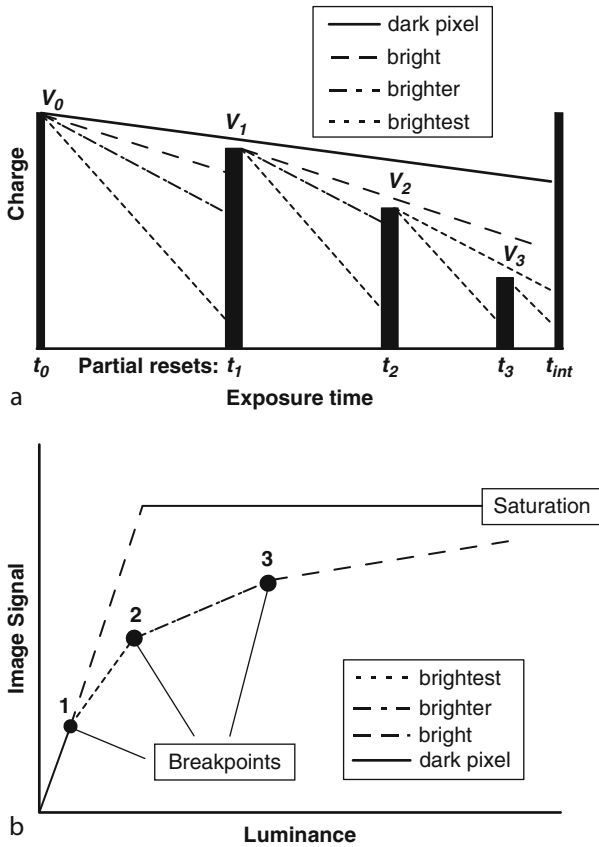 dark pixel
bright
brighter
brightest
V0
V1
V2
V3
Charge
t0 Partial resets: t1 t2 t3 tint
a Exposure time
Saturation
3
2
1
Image Signal
brightest
brighter
bright
dark pixel
Breakpoints
b Luminance